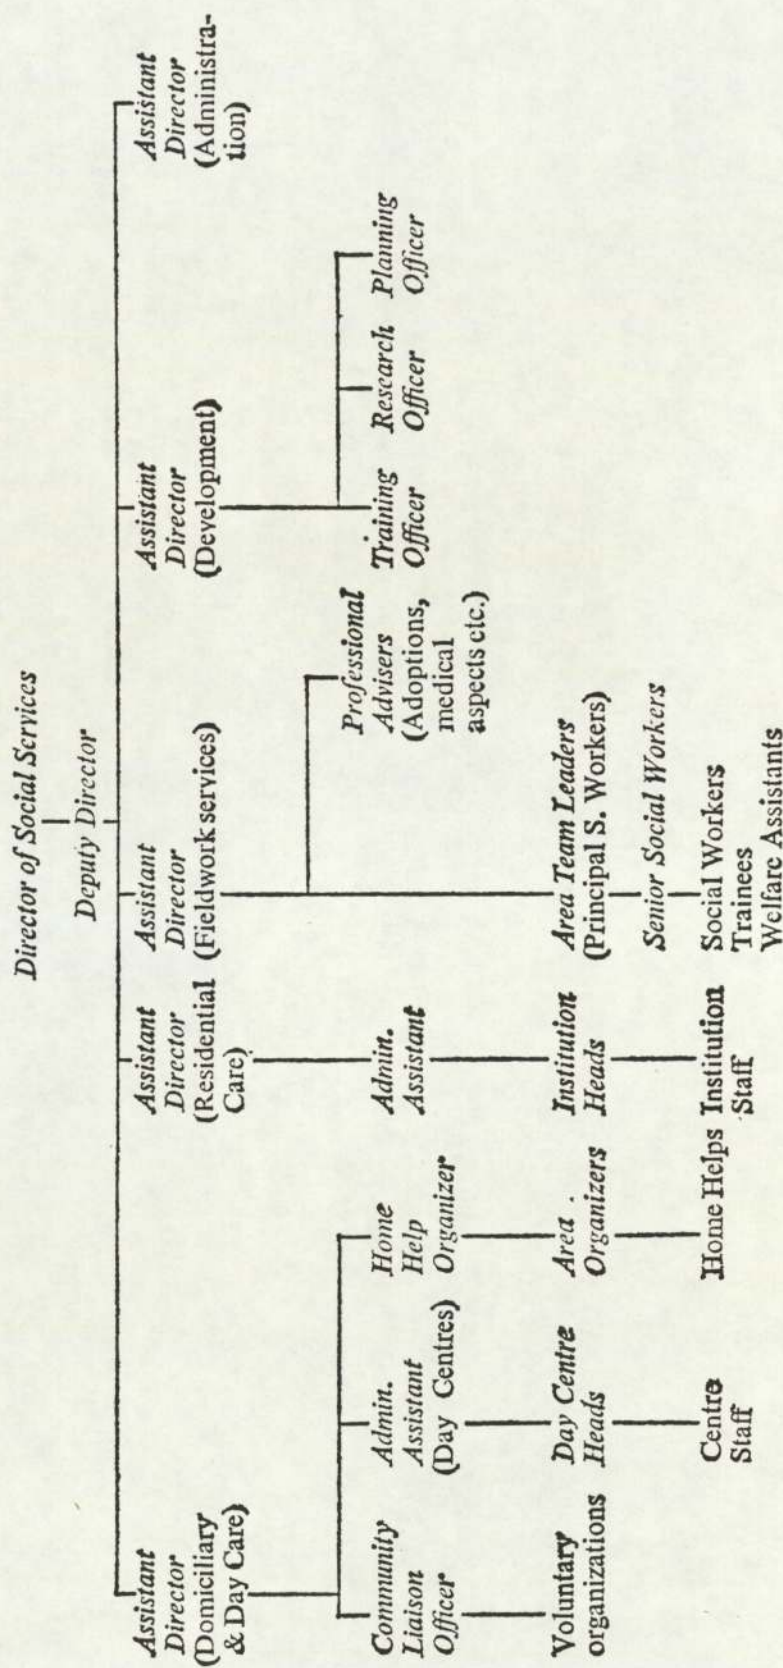 Director of Social Services
Deputy Director
Assistant
Director
(Domiciliary
& Day Care)
Assistant
Director
(Residential
Care)
Assistant
Director
(Fieldwork services)
Assistant
Director
(Development)
Assistant
Director
(Administra-
tion)
Community
Liaison
Officer
Admin.
Assistant
(Day Centres)
Home
Help
Organizer
Admin.
Assistant
Professional
Advisers
(Adoptions,
medical
aspects etc.)
Training
Officer
Research
Officer
Planning
Officer
Voluntary
organizations
Day Centre
Heads
Area
Organizers
Institution
Heads
Area Team Leaders
(Principal S. Workers)
Senior Social Workers
Centre
Staff
Home Helps
Institution
Staff
Social Workers
Trainees
Welfare Assistants